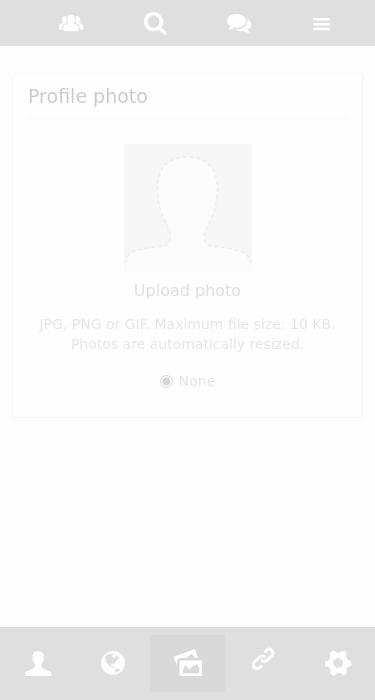 Profile photo
Upload photo
JPG, PNG or GIF. Maximum file size: 10 KB.
Photos are automatically resized.
None